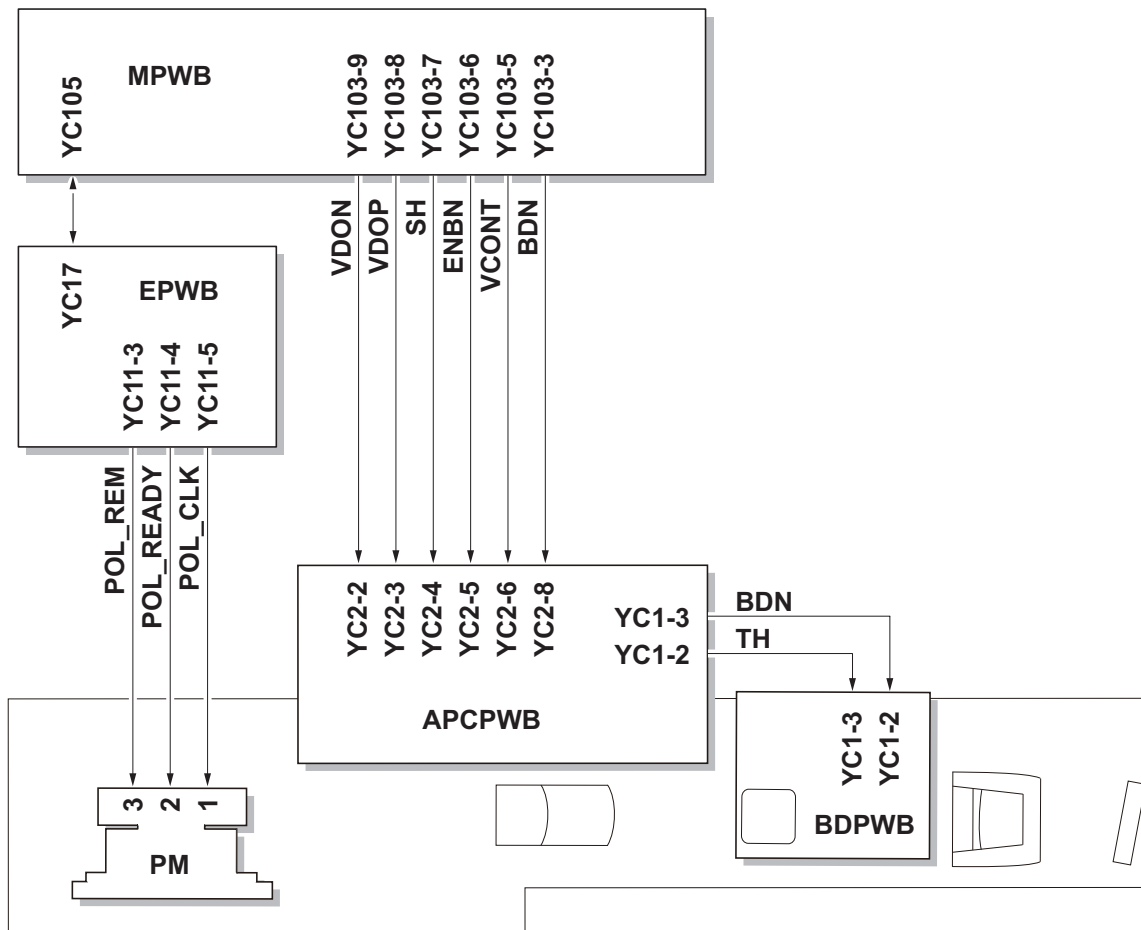 MPWB
YC105
YC103-9
YC103-8
YC103-7
YC103-6
YC103-5
YC103-3
VDON
VDOP
SH
ENBN
VCONT
BDN
YC17
EPWB
YC11-3
YC11-4
YC11-5
POL_REM
POL_READY
POL_CLK
YC2-2
YC2-3
YC2-4
YC2-5
YC2-6
YC2-8
YC1-3
YC1-2
BDN
TH
APCPWB
YC1-3
YC1-2
BDPWB
3
2
1
PM